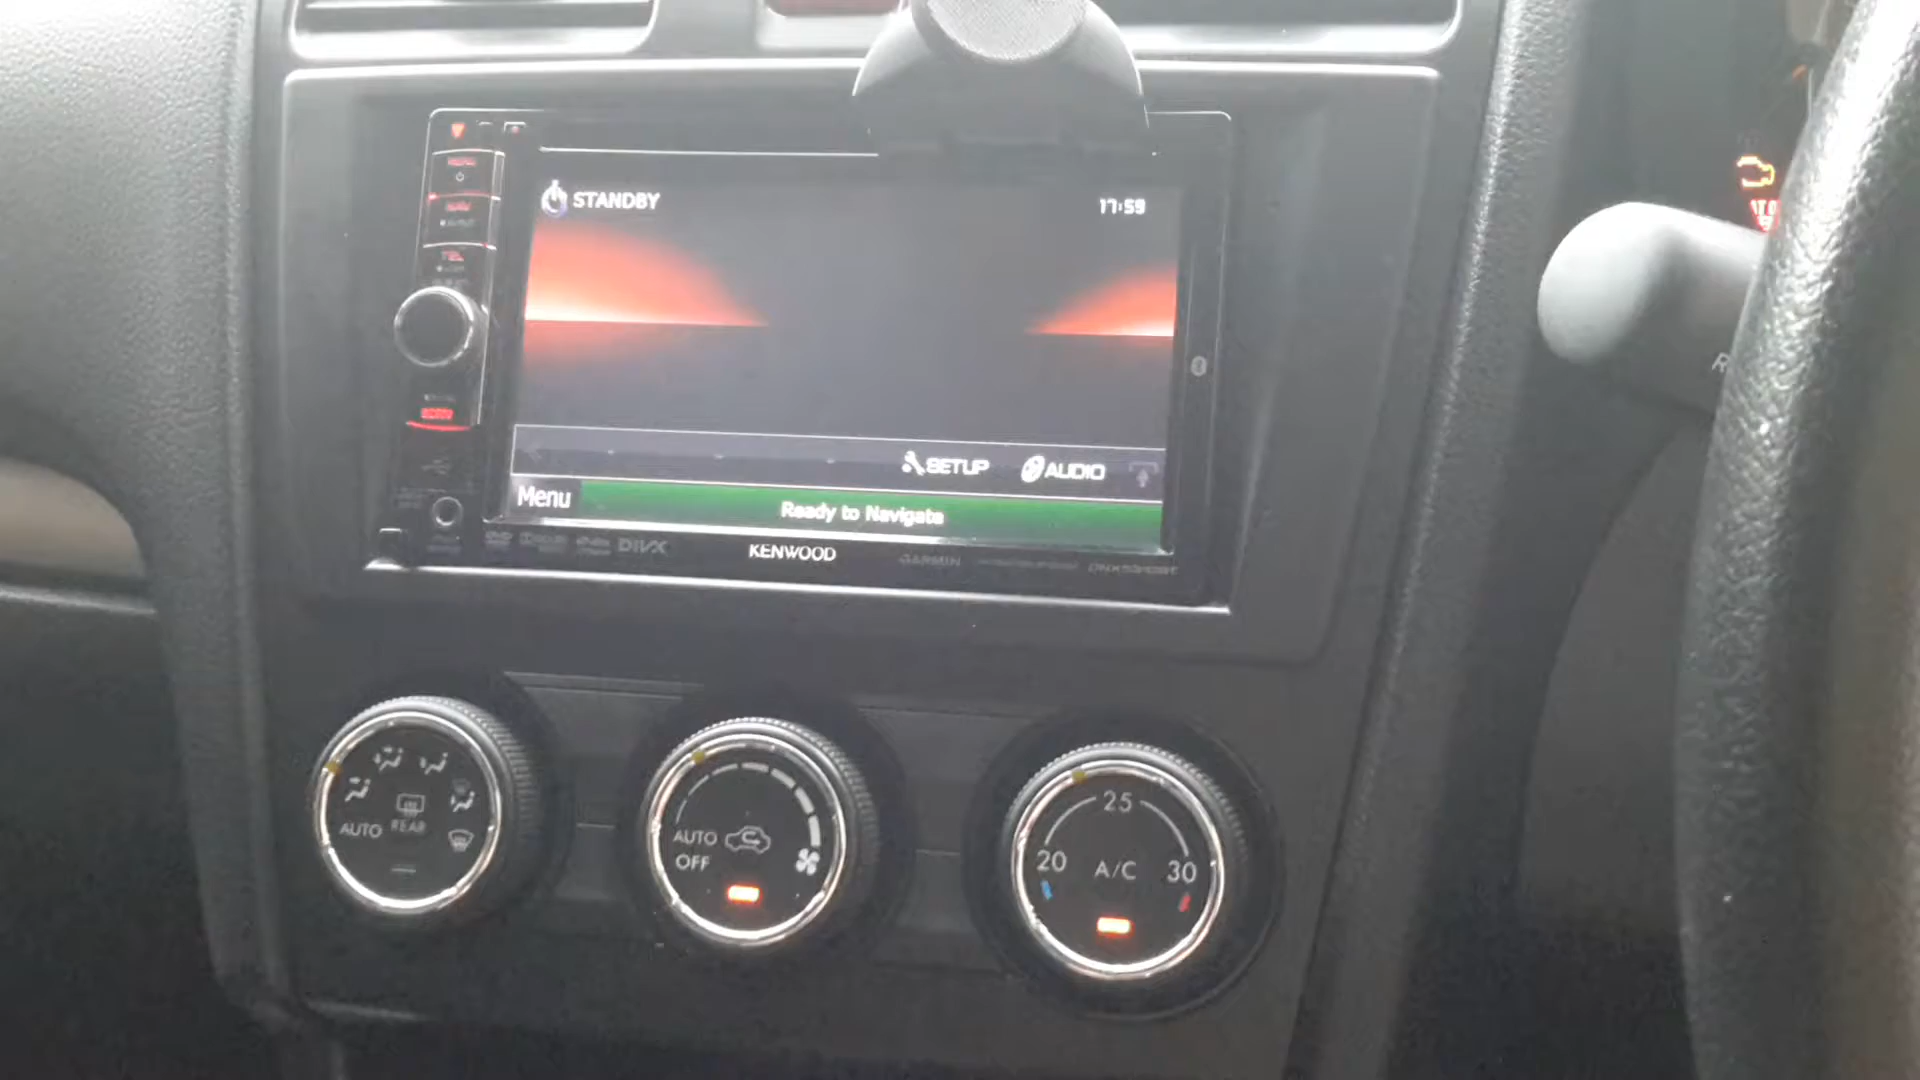 STANDBY
17:59
TEL
SETUP
AUDIO
Menu
Ready to Navigate
DIVX
KENWOOD
GARMIN
AUTO
REAR
AUTO
OFF
25
20
A/C
30